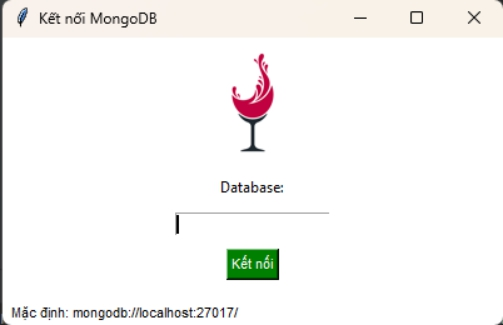 Kết nối MongoDB
Database:
Kết nối
Mặc định: mongodb://localhost:27017/